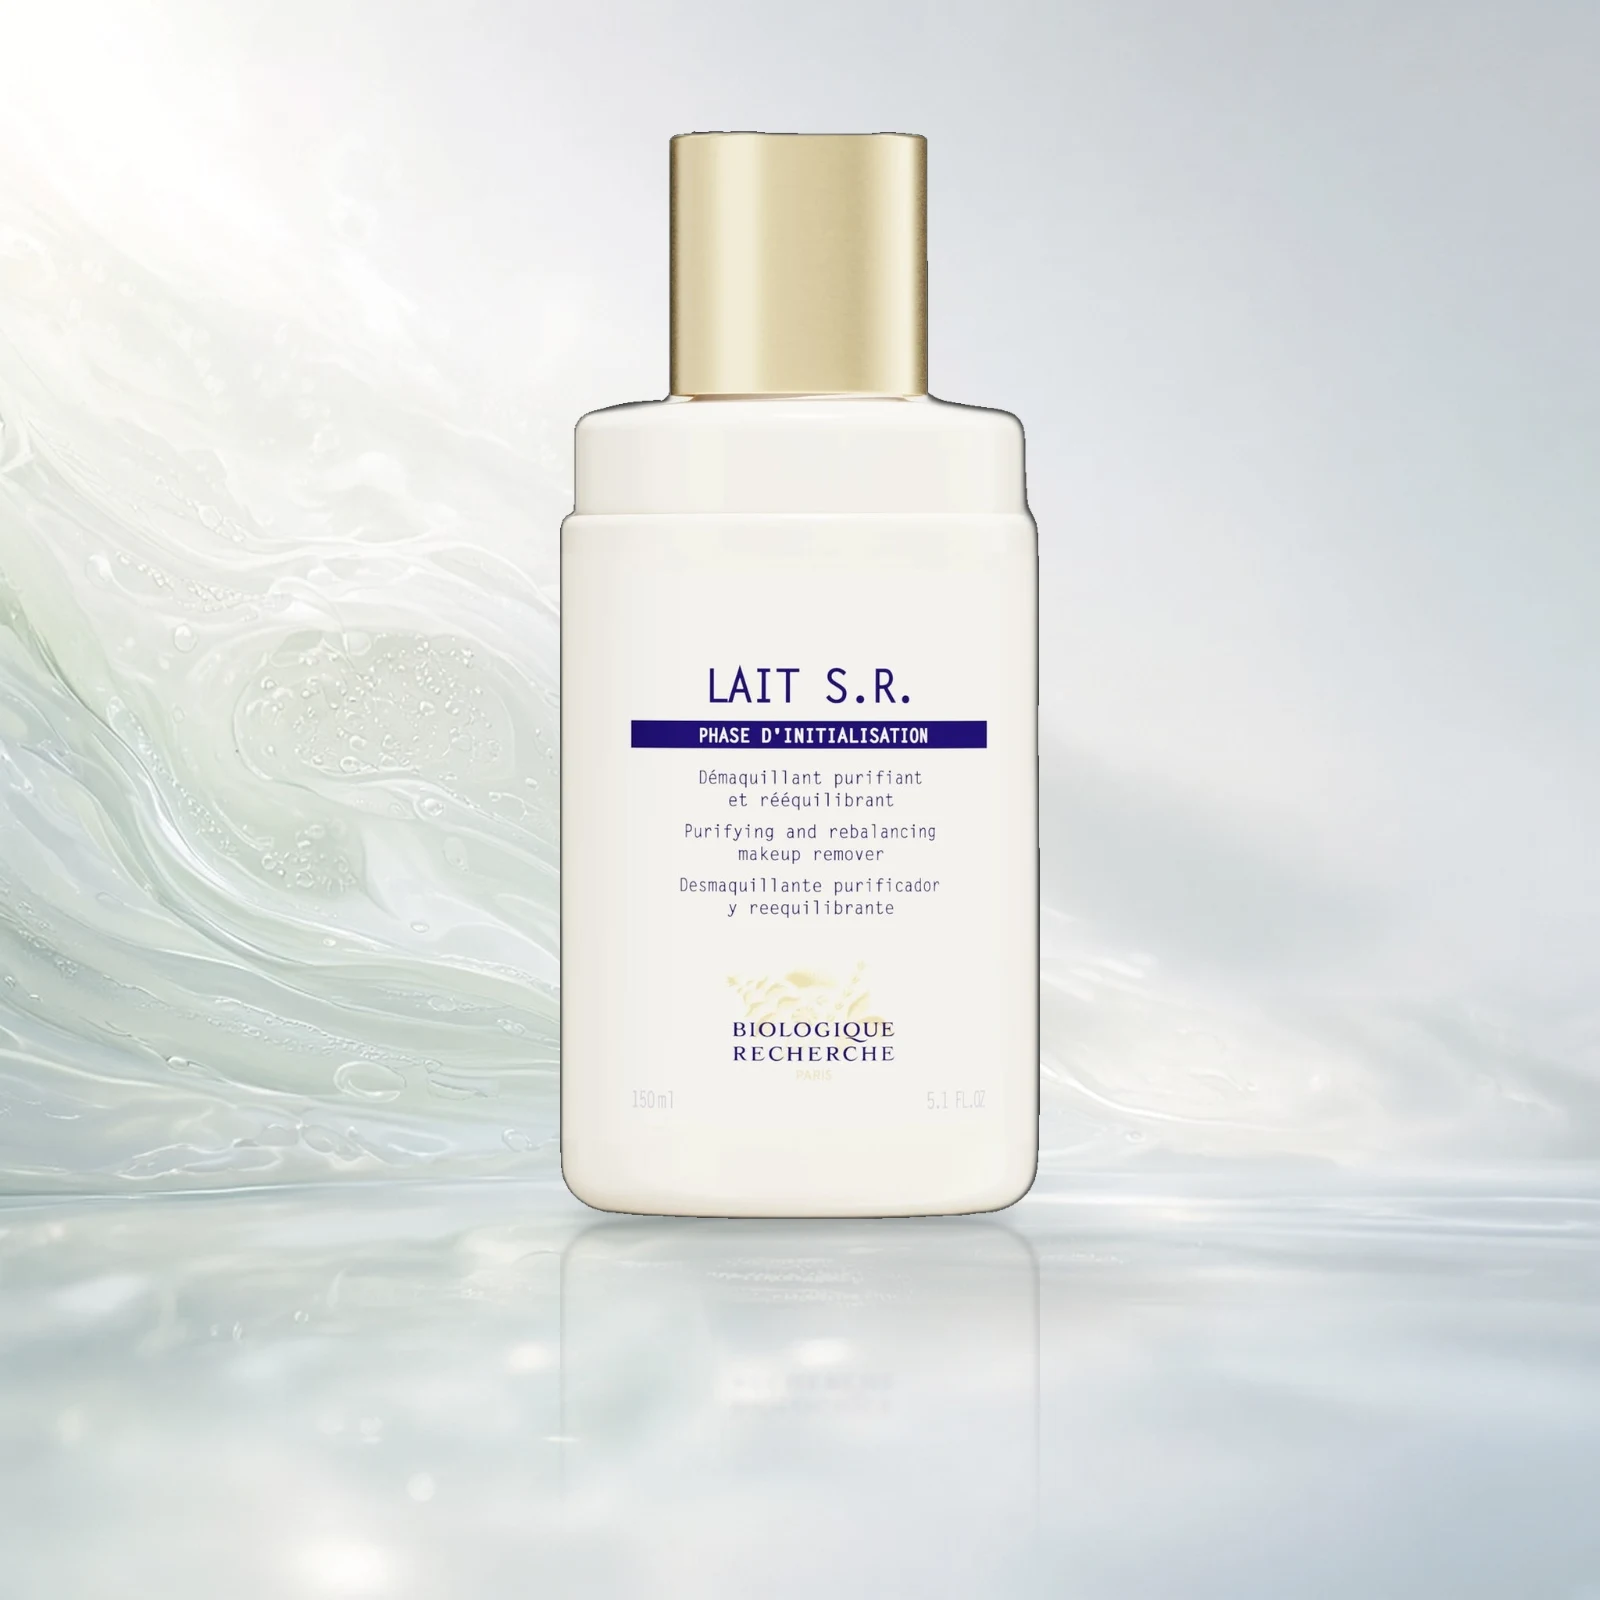 LAIT S.R.
PHASE D'INITIALISATION
Démaquillant purifiant
et rééquilibrant
Purifying and rebalancing
makeup remover
Desmaquillante purificador
y reequilibrante
BIOLOGIQUE
RECHERCHE
PARIS
150ml
5.1 FL.OZ